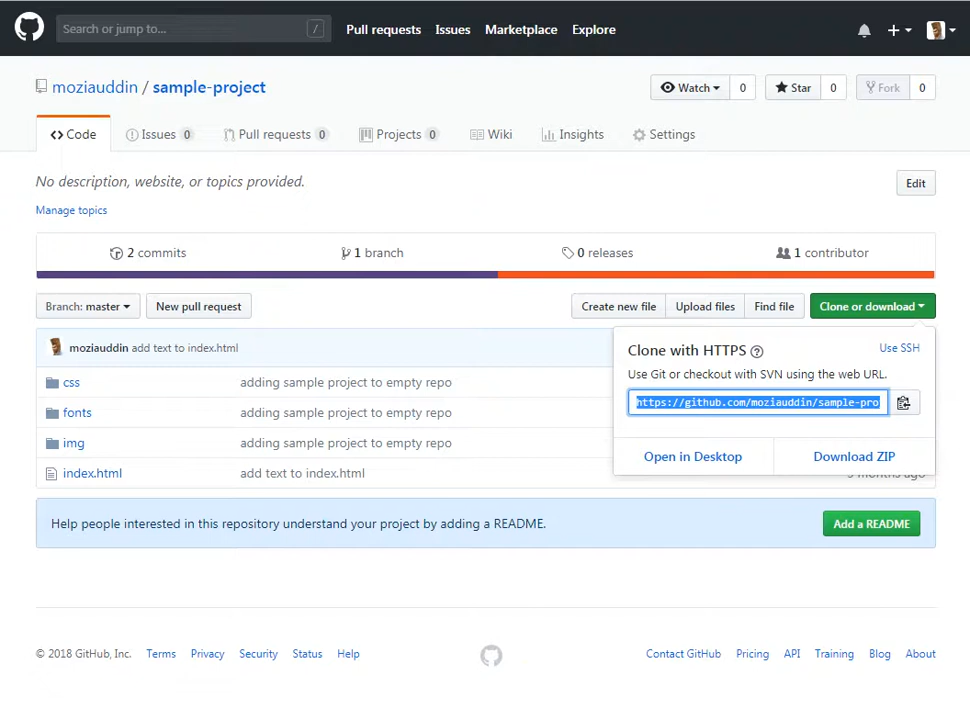 Search or jump to... / Pull requests Issues Marketplace Explore
moziauddin / sample-project Watch 0 Star 0 Fork 0
Code Issues 0 Pull requests 0 Projects 0 Wiki Insights Settings
No description, website, or topics provided. Edit
Manage topics
2 commits 1 branch 0 releases 1 contributor
Branch: master New pull request Create new file Upload files Find file Clone or download
moziauddin add text to index.html
Clone with HTTPS ? Use SSH
Use Git or checkout with SVN using the web URL.
https://github.com/moziauddin/sample-pro
Open in Desktop Download ZIP
css adding sample project to empty repo
fonts adding sample project to empty repo
img adding sample project to empty repo
index.html add text to index.html months ago
Help people interested in this repository understand your project by adding a README. Add a README
© 2018 GitHub, Inc. Terms Privacy Security Status Help Contact GitHub Pricing API Training Blog About